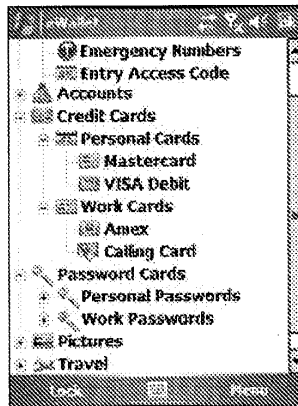 Emergency Numbers
Entry Access Code
Accounts
Credit Cards
Personal Cards
Mastercard
VISA Debit
Work Cards
Amex
Calling Card
Password Cards
Personal Passwords
Work Passwords
Pictures
Travel
Lock
Menu